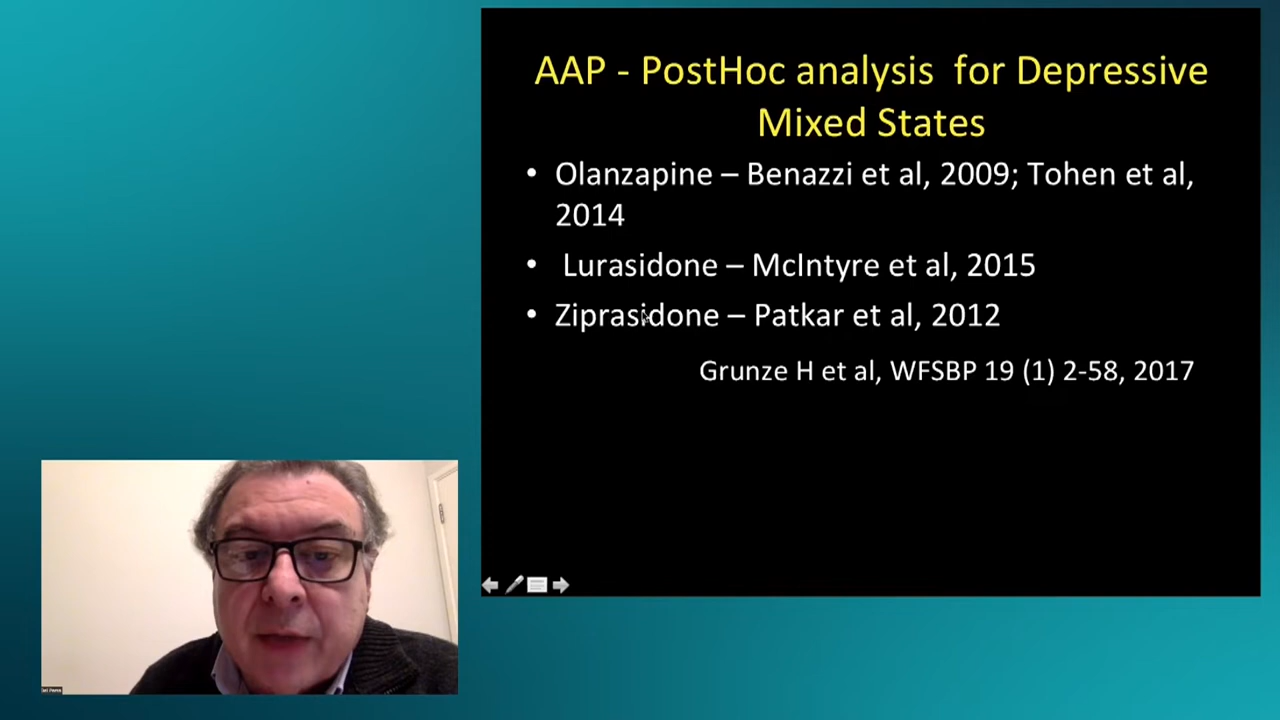 AAP - PostHoc analysis for Depressive
Mixed States
• Olanzapine – Benazzi et al, 2009; Tohen et al,
2014
• Lurasidone – McIntyre et al, 2015
• Ziprasidone – Patkar et al, 2012
Grunze H et al, WFSBP 19 (1) 2-58, 2017